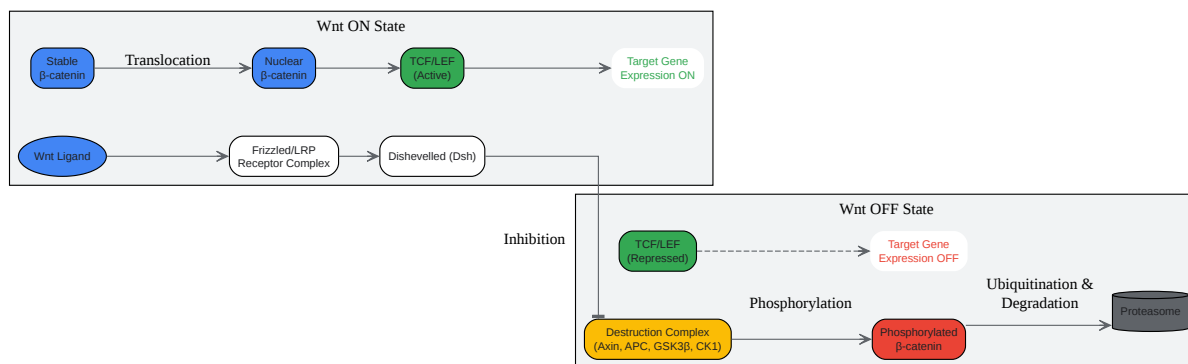 Wnt ON State
Stable
β-catenin
Translocation
Nuclear
β-catenin
TCF/LEF
(Active)
Target Gene
Expression ON
Wnt Ligand
Frizzled/LRP
Receptor Complex
Dishevelled (Dsh)
Wnt OFF State
Inhibition
TCF/LEF
(Repressed)
Target Gene
Expression OFF
Destruction Complex
(Axin, APC, GSK3β, CK1)
Phosphorylation
Phosphorylated
β-catenin
Ubiquitination &
Degradation
Proteasome